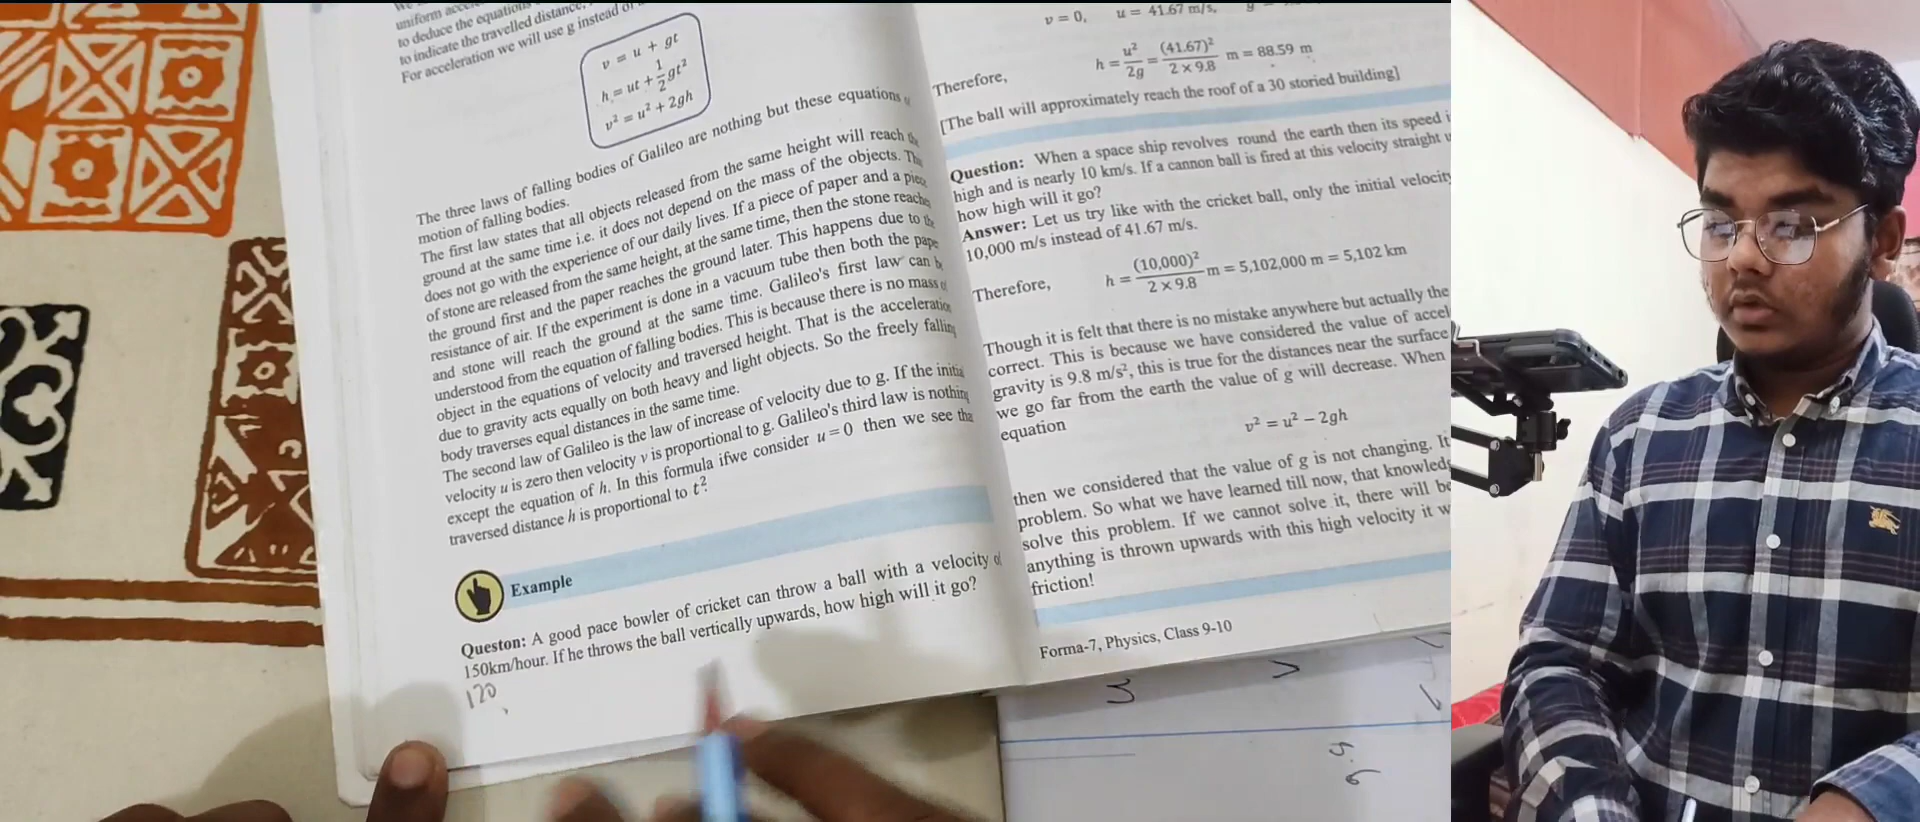 uniform
to deduce the equations
to indicate the travelled distance,
For acceleration we will use g instead of
v = u + gt
h = ut + 1/2 gt²
v² = u² + 2gh
The three laws of falling bodies of Galileo are nothing but these equations
motion of falling bodies.
The first law states that all objects released from the same height will reach
ground at the same time i.e. it does not depend on the mass of the objects.
does not go with the experience of our daily lives. If a piece of paper and a
of stone are released from the same height, at the same time, then the stone
the ground first and the paper reaches the ground later. This happens due to
resistance of air. If the experiment is done in a vacuum tube then both the
and stone will reach the ground at the same time. Galileo's first law can
understood from the equation of falling bodies. This is because there is no mass
object in the equations of velocity and traversed height. That is the
due to gravity acts equally on both heavy and light objects. So the freely
body traverses equal distances in the same time.
The second law of Galileo is the law of increase of velocity due to g. If the
velocity u is zero then velocity v is proportional to g. Galileo's third law is
except the equation of h. In this formula ifwe consider u = 0 then we see
traversed distance h is proportional to t².
Example
Queston: A good pace bowler of cricket can throw a ball with a velocity
150km/hour. If he throws the ball vertically upwards, how high will it go?
120
v = 0, u = 41.67 m/s,
Therefore, h = u²/2g = (41.67)²/2 × 9.8 m = 88.59 m
[The ball will approximately reach the roof of a 30 storied building]
Question: When a space ship revolves round the earth then its speed
high and is nearly 10 km/s. If a cannon ball is fired at this velocity straight
how high will it go?
Answer: Let us try like with the cricket ball, only the initial velocity
10,000 m/s instead of 41.67 m/s.
Therefore, h = (10,000)²/2 × 9.8 m = 5,102,000 m = 5,102 km
Though it is felt that there is no mistake anywhere but actually the
correct. This is because we have considered the value of
gravity is 9.8 m/s², this is true for the distances near the surface
we go far from the earth the value of g will decrease. When
equation
v² = u² − 2gh
then we considered that the value of g is not changing.
problem. So what we have learned till now, that
solve this problem. If we cannot solve it, there will
anything is thrown upwards with this high velocity it
friction!
Forma-7, Physics, Class 9-10